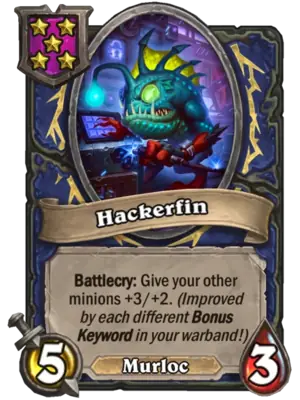 Hackerfin
Battlecry: Give your other
minions +3/+2. (Improved
by each different Bonus
Keyword in your warband!)
5
Murloc
3